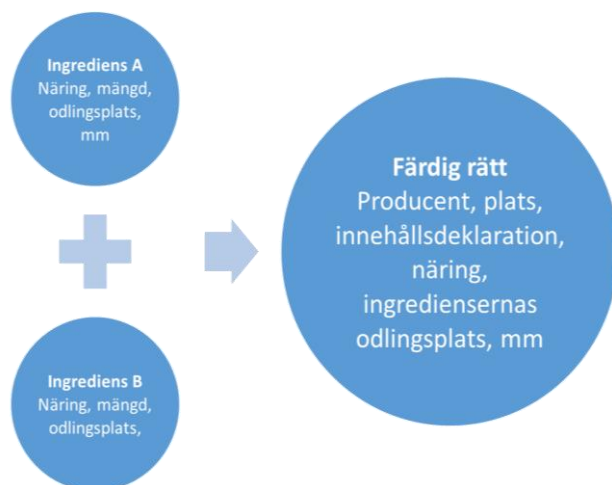 Ingrediens A
Näring, mängd,
odlingsplats,
mm
Färdig rätt
Producent, plats,
innehållsdeklaration,
näring,
ingrediensernas
odlingsplats, mm
Ingrediens B
Näring, mängd,
odlingsplats,